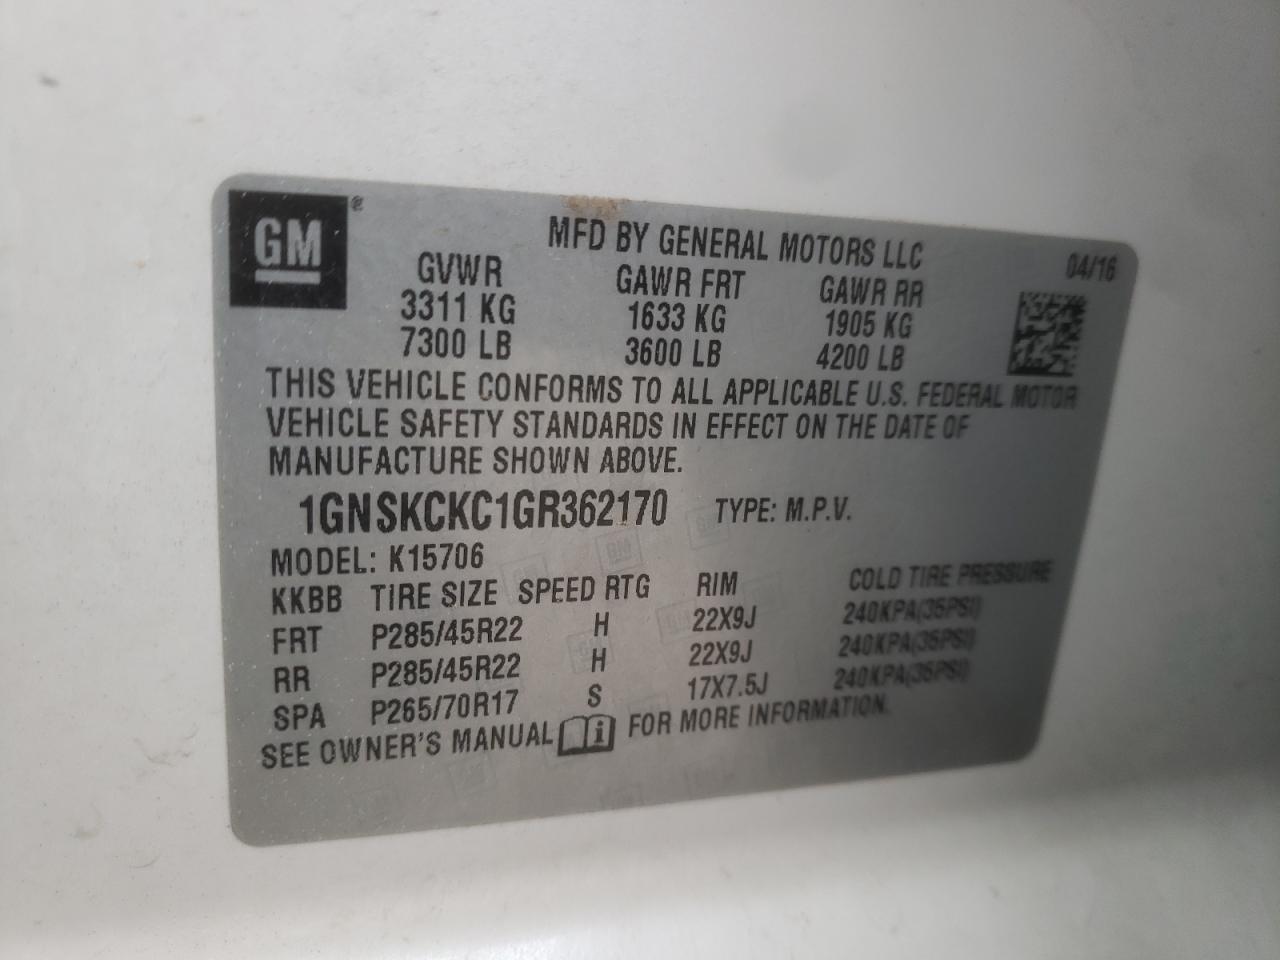 GM®
MFD BY GENERAL MOTORS LLC 04/16
GVWR GAWR FRT GAWR RR
3311 KG 1633 KG 1905 KG
7300 LB 3600 LB 4200 LB
THIS VEHICLE CONFORMS TO ALL APPLICABLE U.S. FEDERAL MOTOR
VEHICLE SAFETY STANDARDS IN EFFECT ON THE DATE OF
MANUFACTURE SHOWN ABOVE.
1GNSKCKC1GR362170 TYPE: M.P.V.
MODEL: K15706
KKBB TIRE SIZE SPEED RTG RIM COLD TIRE PRESSURE
FRT P285/45R22 H 22X9J 240KPA(35PSI)
RR P285/45R22 H 22X9J 240KPA(35PSI)
SPA P265/70R17 S 17X7.5J 240KPA(35PSI)
SEE OWNER'S MANUAL FOR MORE INFORMATION.